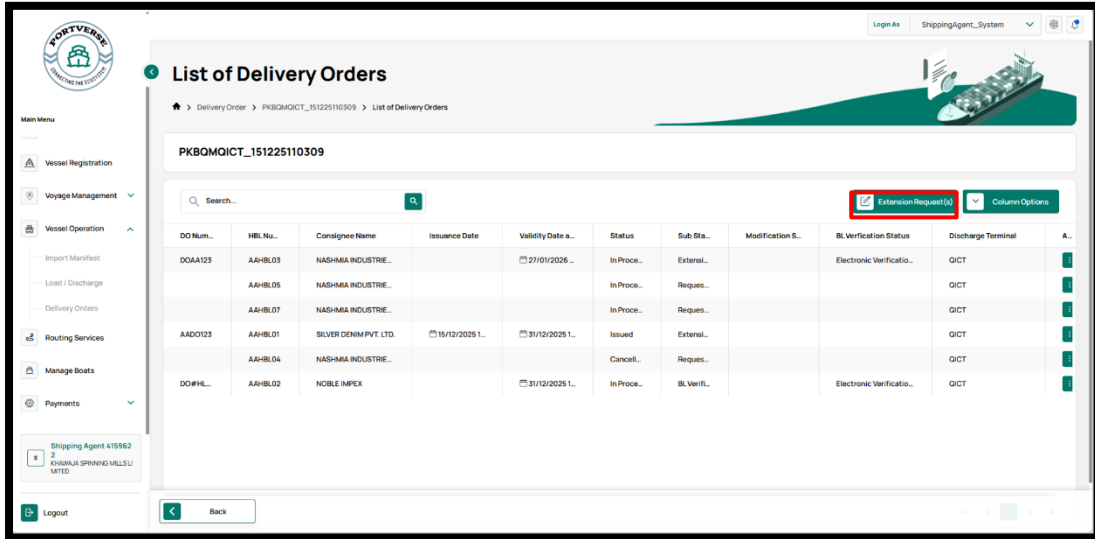 PORTVERSE
CONNECTING THE ECOSYSTEM
Login As ShippingAgent_System
List of Delivery Orders
> Delivery Order > PKBQMQICT_151225110309 > List of Delivery Orders
Main Menu
Vessel Registration
Voyage Management
Vessel Operation
Import Manifest
Load / Discharge
Delivery Orders
Routing Services
Manage Boats
Payments
S
Shipping Agent 415962
2
KHAWAJA SPINNING MILLS LI
MITED
Logout
PKBQMQICT_151225110309
Search...
Extension Request(s)
Column Options
DO Num... HBL Nu... Consignee Name Issuance Date Validity Date a... Status Sub Sta... Modification S... BL Verfication Status Discharge Terminal A...
DOAA123 AAHBL03 NASHMIA INDUSTRIE... 27/01/2026 ... In Proce... Extensi... Electronic Verificatio... QICT
AAHBL05 NASHMIA INDUSTRIE... In Proce... Reques... QICT
AAHBL07 NASHMIA INDUSTRIE... In Proce... Reques... QICT
AADO123 AAHBL01 SILVER DENIM PVT. LTD. 15/12/2025 1... 31/12/2025 1... Issued Extensi... QICT
AAHBL04 NASHMIA INDUSTRIE... Cancell... Reques... QICT
DO#HL... AAHBL02 NOBLE IMPEX 31/12/2025 1... In Proce... BL Verifi... Electronic Verificatio... QICT
Back